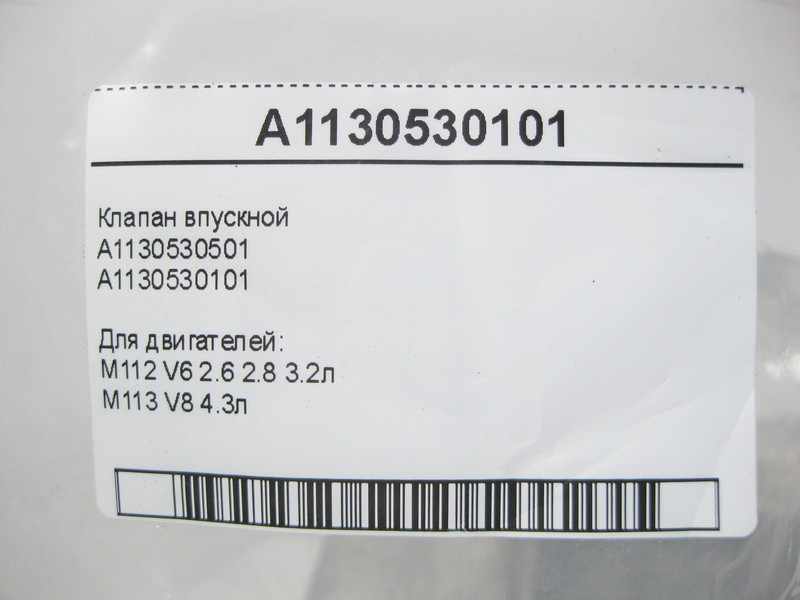 A1130530101
Клапан впускной
A1130530501
A1130530101
Для двигателей:
M112 V6 2.6 2.8 3.2л
M113 V8 4.3л